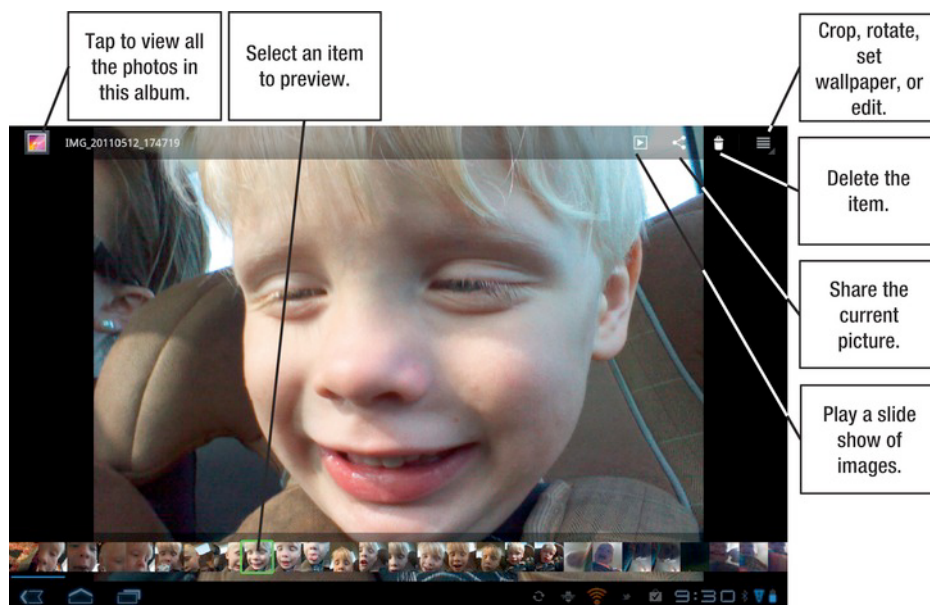 Tap to view all
the photos in
this album.
Select an item
to preview.
Crop, rotate,
set
wallpaper, or
edit.
IMG_20110512_174719
Delete the
item.
Share the
current
picture.
Play a slide
show of
images.
9:30